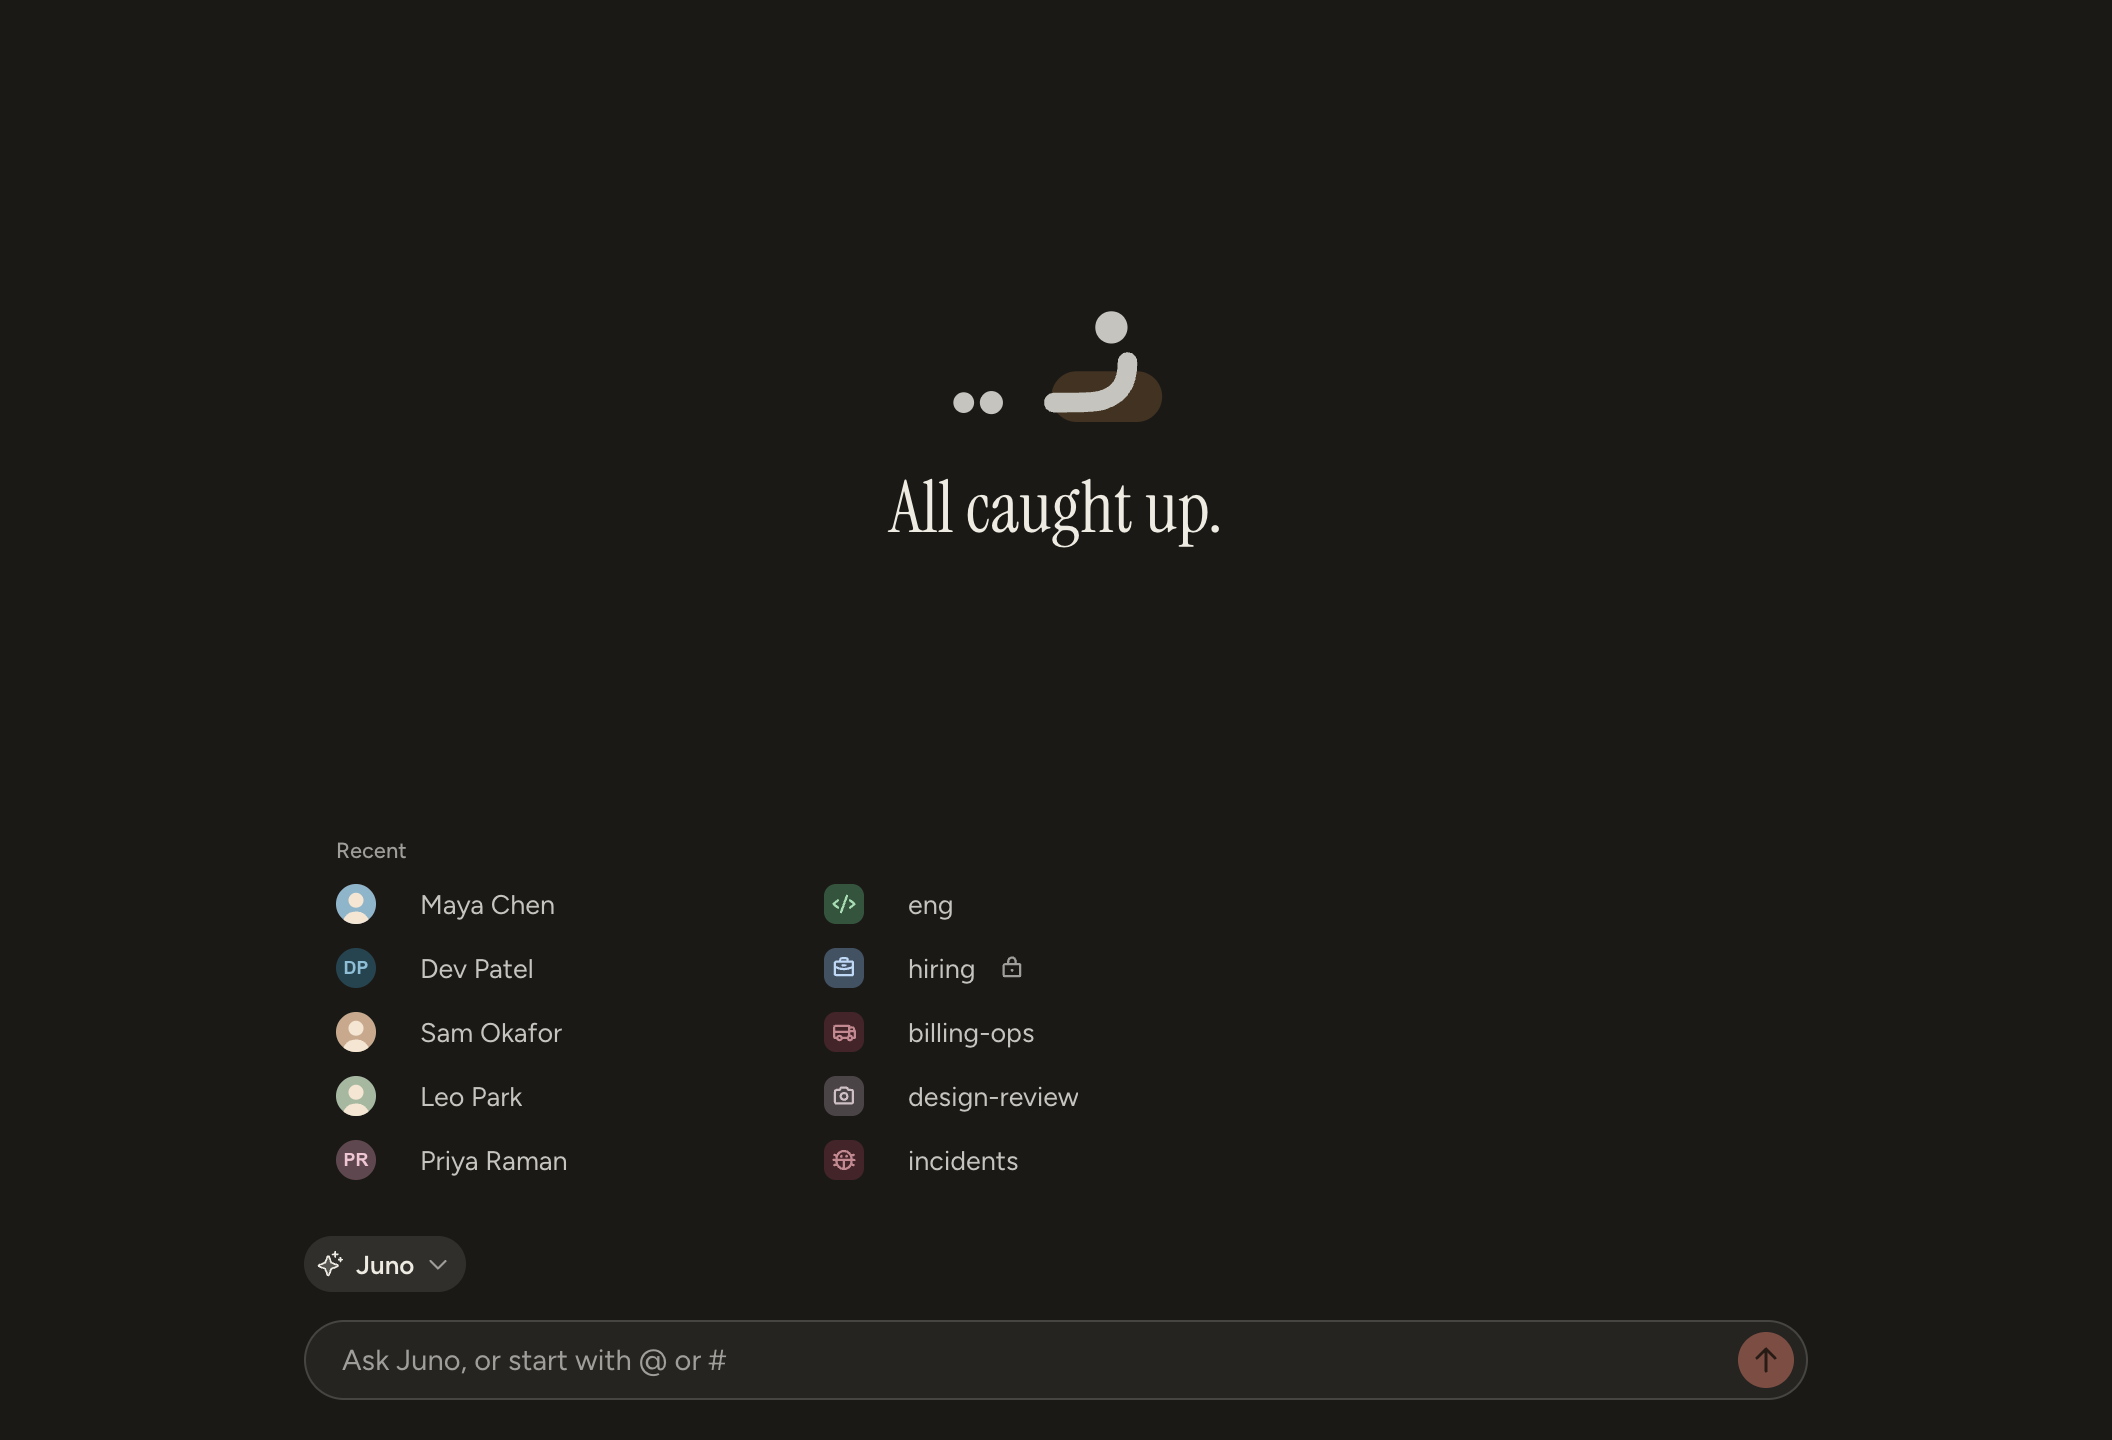 All caught up.
Recent
Maya Chen
eng
DP
Dev Patel
hiring
Sam Okafor
billing-ops
Leo Park
design-review
PR
Priya Raman
incidents
Juno
Ask Juno, or start with @ or #